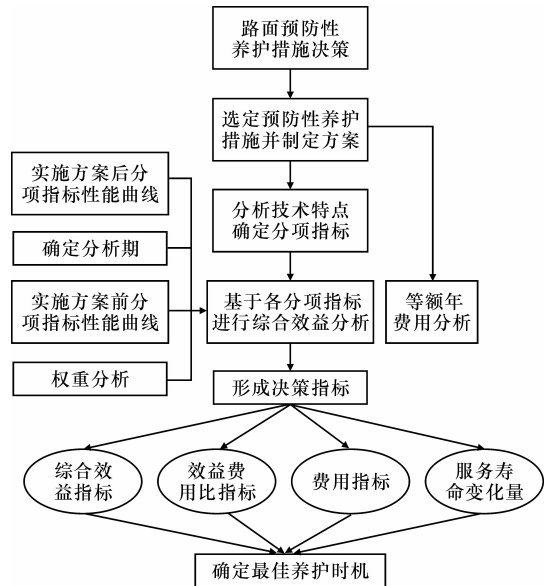 路面预防性
养护措施决策
选定预防性养护
措施并制定方案
实施方案后分
项指标性能曲线
分析技术特点
确定分项指标
确定分析期
实施方案前分
项指标性能曲线
基于各分项指标
进行综合效益分析
等额年
费用分析
权重分析
形成决策指标
综合效
益指标
效益费
用比指标
费用指标
服务寿
命变化量
确定最佳养护时机